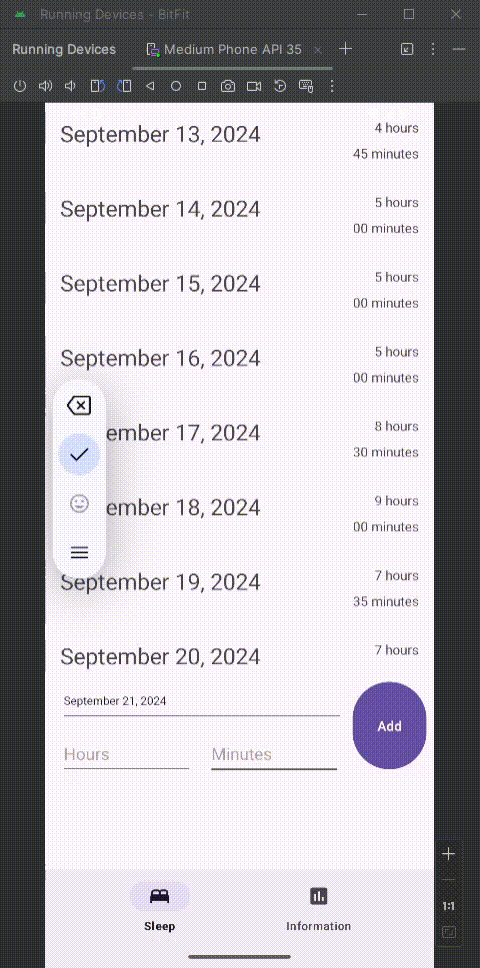 Running Devices - BitFit
Running Devices
Medium Phone API 35
September 13, 2024
4 hours
45 minutes
September 14, 2024
5 hours
00 minutes
September 15, 2024
5 hours
00 minutes
September 16, 2024
5 hours
00 minutes
ember 17, 2024
8 hours
30 minutes
ember 18, 2024
9 hours
00 minutes
September 19, 2024
7 hours
35 minutes
September 20, 2024
7 hours
September 21, 2024
Add
Hours
Minutes
1:1
Sleep
Information